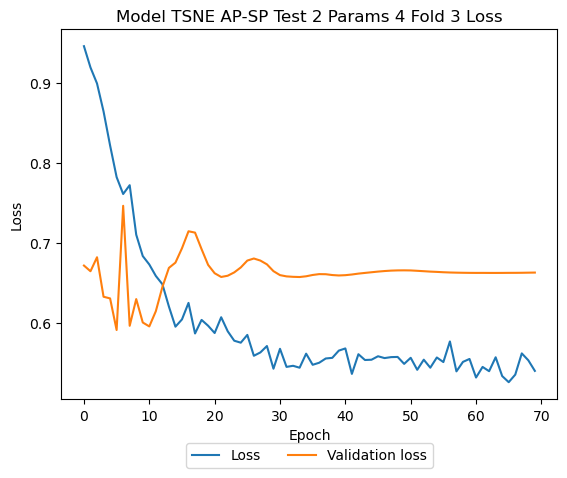 Model TSNE AP-SP Test 2 Params 4 Fold 3 Loss
0.9
0.8
0.7
0.6
Loss
0 10 20 30 40 50 60 70
Epoch
Loss Validation loss